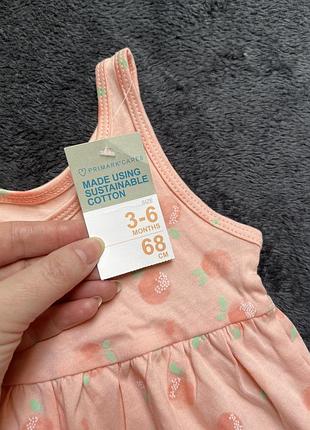 PRIMARK CARES
MADE USING
SUSTAINABLE
COTTON
SIZE
3-6
MONTHS
68
CM